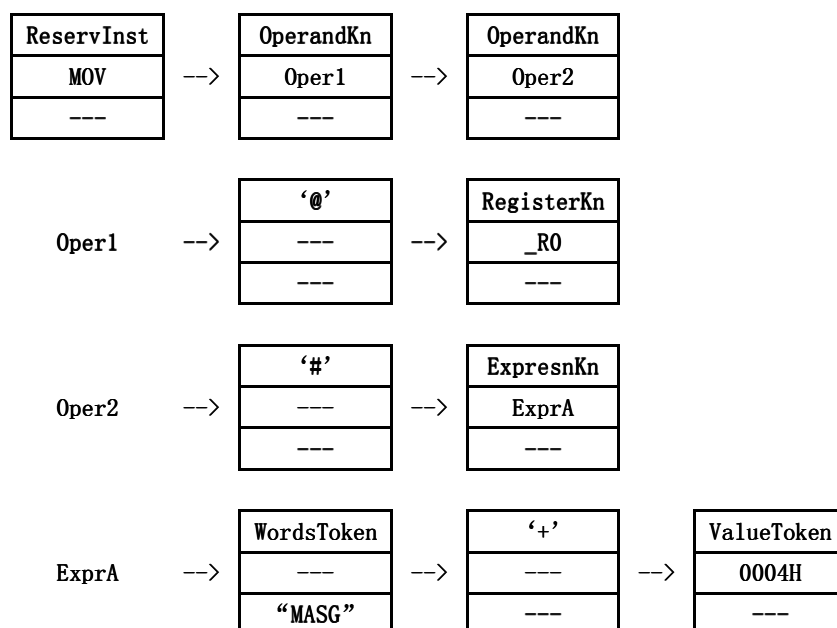 ReservInst OperandKn OperandKn
MOV --> Oper1 --> Oper2
--- --- ---
‘@’ RegisterKn
Oper1 --> --- --> _R0
--- ---
‘#’ ExpresnKn
Oper2 --> --- --> ExprA
--- ---
WordsToken ‘+’ ValueToken
ExprA --> --- --> --- --> 0004H
“MASG” --- ---